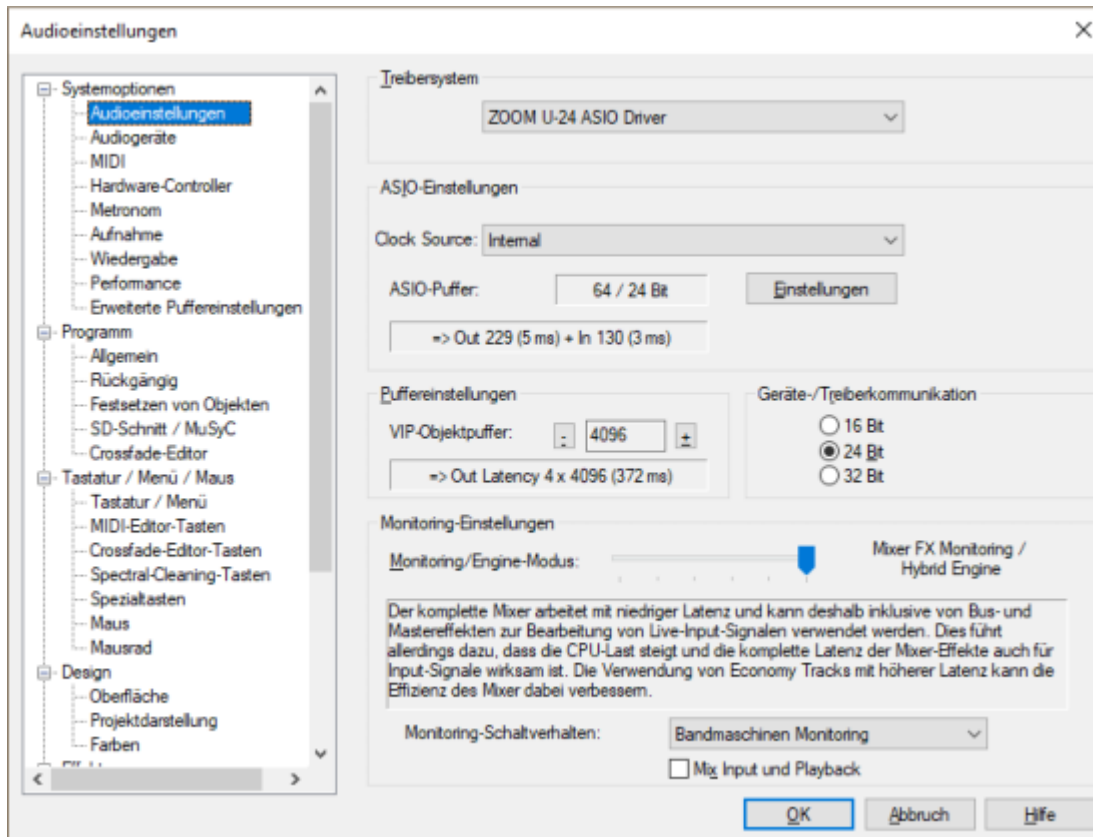 Audioeinstellungen
Systemoptionen
Audioeinstellungen
Audiogeräte
MIDI
Hardware-Controller
Metronom
Aufnahme
Wiedergabe
Performance
Erweiterte Puffereinstellungen
Programm
Allgemein
Rückgängig
Festsetzen von Objekten
SD-Schnitt / MuSyC
Crossfade-Editor
Tastatur / Menü / Maus
Tastatur / Menü
MIDI-Editor-Tasten
Crossfade-Editor-Tasten
Spectral-Cleaning-Tasten
Spezialtasten
Maus
Mausrad
Design
Oberfläche
Projektdarstellung
Farben
Treibersystem
ZOOM U-24 ASIO Driver
ASIO-Einstellungen
Clock Source: Internal
ASIO-Puffer: 64 / 24 Bit Einstellungen
=> Out 229 (5 ms) + In 130 (3 ms)
Puffereinstellungen
VIP-Objektpuffer: - 4096 +
=> Out Latency 4 x 4096 (372 ms)
Geräte-/Treiberkommunikation
16 Bit
24 Bit
32 Bit
Monitoring-Einstellungen
Monitoring/Engine-Modus:
Mixer FX Monitoring /
Hybrid Engine
Der komplette Mixer arbeitet mit niedriger Latenz und kann deshalb inklusive von Bus- und
Mastereffekten zur Bearbeitung von Live-Input-Signalen verwendet werden. Dies führt
allerdings dazu, dass die CPU-Last steigt und die komplette Latenz der Mixer-Effekte auch für
Input-Signale wirksam ist. Die Verwendung von Economy Tracks mit höherer Latenz kann die
Effizienz des Mixer dabei verbessern.
Monitoring-Schaltverhalten: Bandmaschinen Monitoring
Mix Input und Playback
OK Abbruch Hilfe